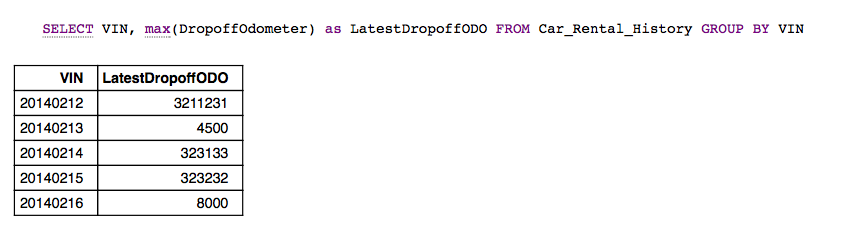 SELECT VIN, max(DropoffOdometer) as LatestDropoffODO FROM Car_Rental_History GROUP BY VIN
VIN LatestDropoffODO
20140212 3211231
20140213 4500
20140214 323133
20140215 323232
20140216 8000